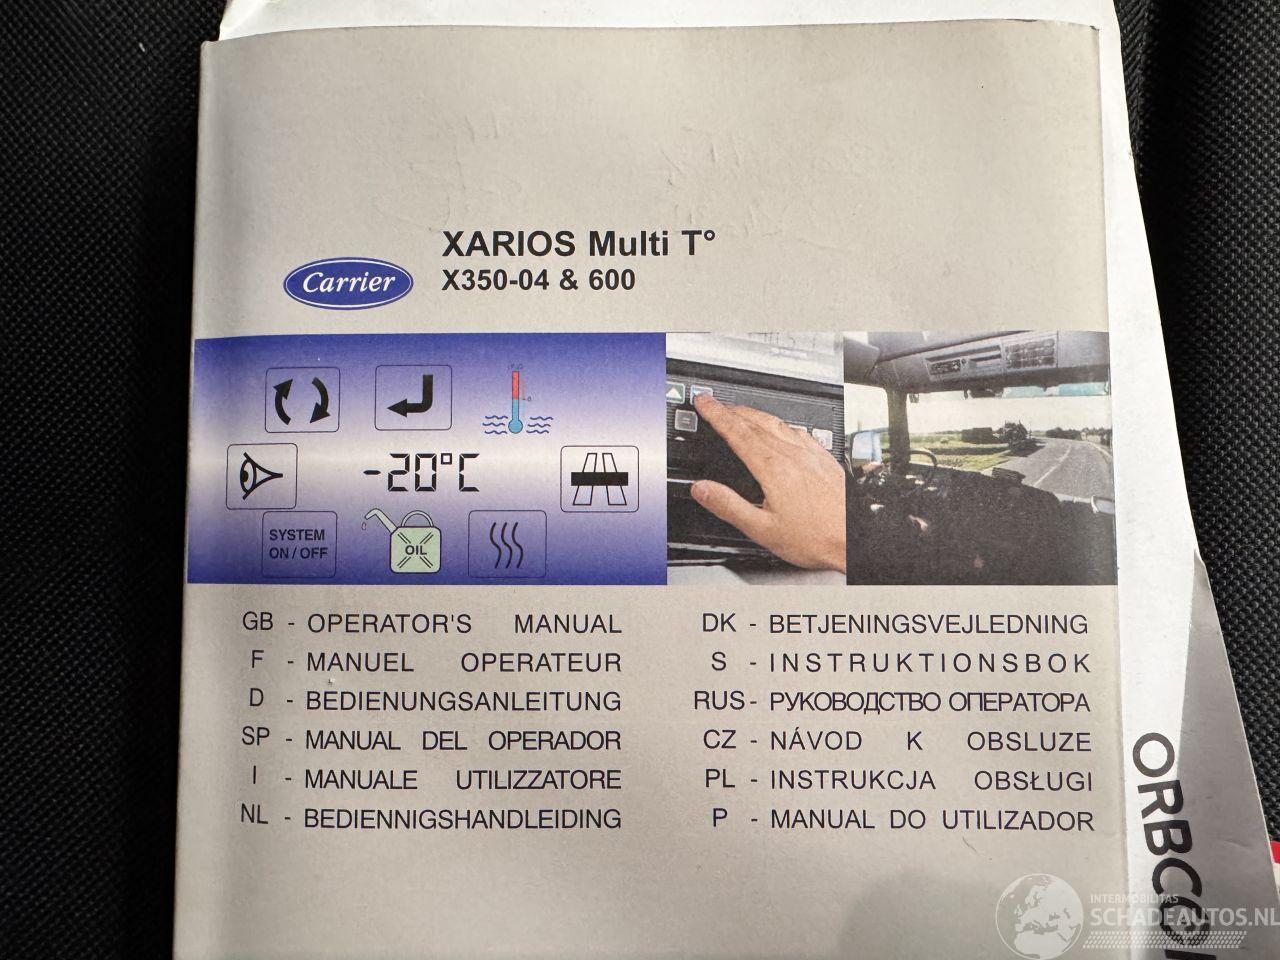 XARIOS Multi T°
X350-04 & 600
Carrier
-20°C
SYSTEM
ON / OFF
OIL
GB - OPERATOR'S MANUAL
F - MANUEL OPERATEUR
D - BEDIENUNGSANLEITUNG
SP - MANUAL DEL OPERADOR
I - MANUALE UTILIZZATORE
NL - BEDIENNIGSHANDLEIDING
DK - BETJENINGSVEJLEDNING
S - INSTRUKTIONSBOK
RUS - РУКОВОДСТВО ОПЕРАТОРА
CZ - NÁVOD K OBSLUZE
PL - INSTRUKCJA OBSŁUGI
P - MANUAL DO UTILIZADOR
INTERMOBILITAS
SCHADEAUTOS.NL